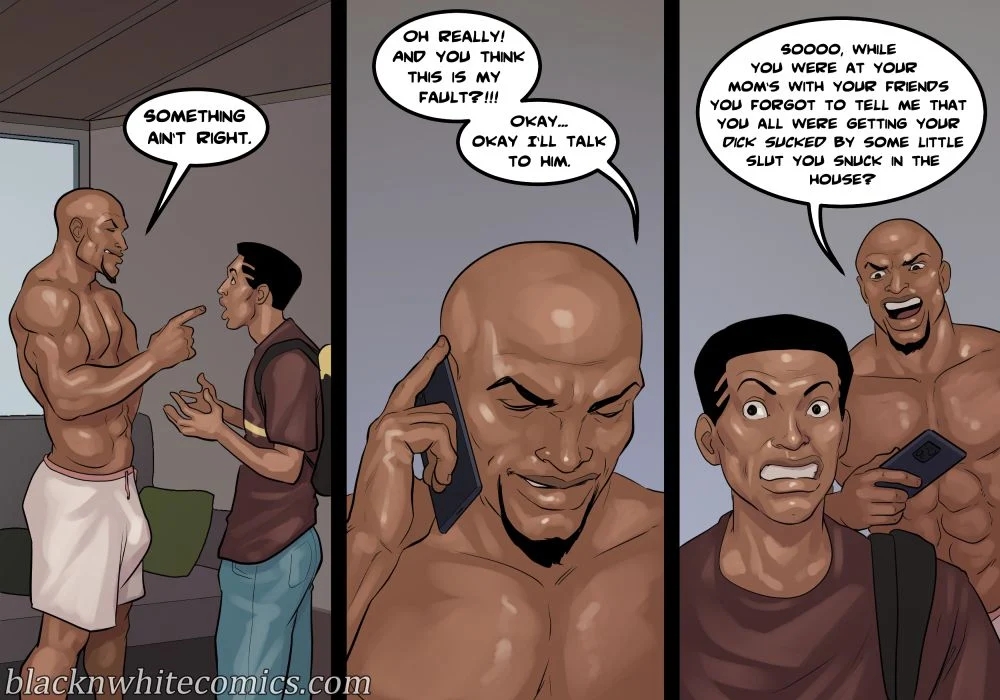 SOMETHING
AIN'T RIGHT.
OH REALLY!
AND YOU THINK
THIS IS MY
FAULT?!!!
OKAY...
OKAY I'LL TALK
TO HIM.
SOOOO, WHILE
YOU WERE AT YOUR
MOM'S WITH YOUR FRIENDS
YOU FORGOT TO TELL ME THAT
YOU ALL WERE GETTING YOUR
DICK SUCKED BY SOME LITTLE
SLUT YOU SNUCK IN THE
HOUSE?
blacknwhitecomics.com